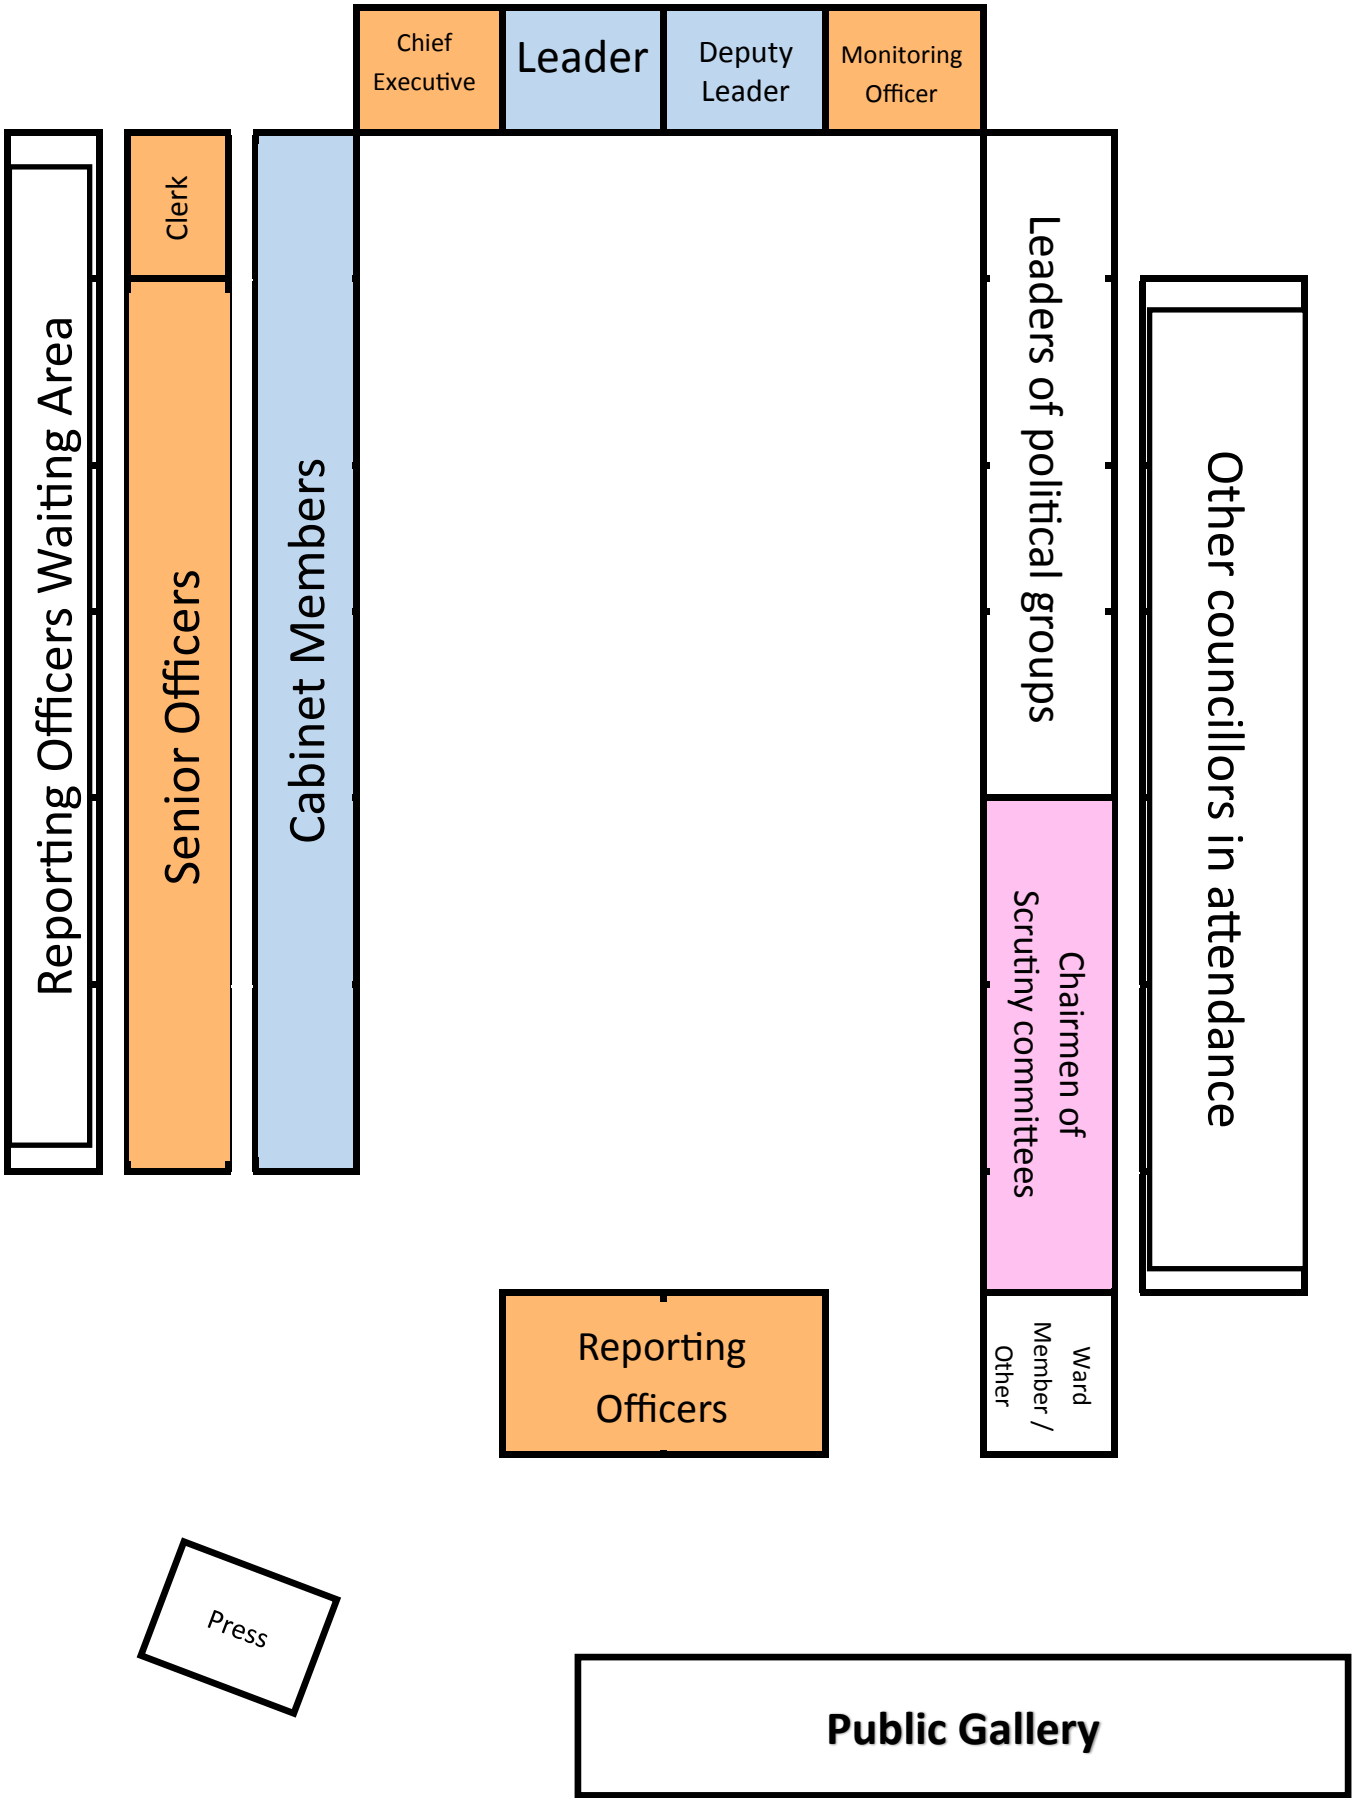 Chief
Executive
Leader
Deputy
Leader
Monitoring
Officer
Reporting Officers Waiting Area
Clerk
Senior Officers
Cabinet Members
Leaders of political groups
Chairmen of
Scrutiny committees
Ward
Member /
Other
Other councillors in attendance
Reporting
Officers
Press
Public Gallery